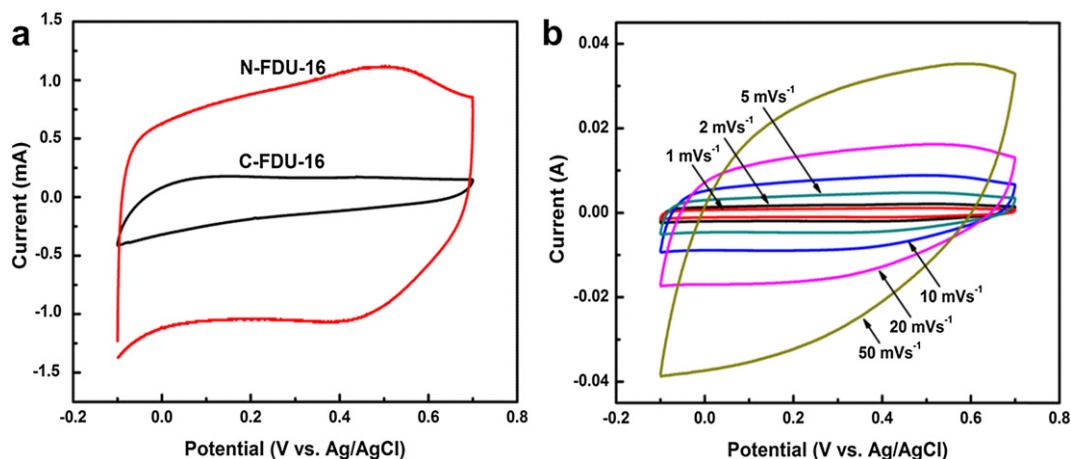 a
1.5
1.0
0.5
0.0
-0.5
-1.0
-1.5
Current (mA)
N-FDU-16
C-FDU-16
-0.2
0.0
0.2
0.4
0.6
0.8
Potential (V vs. Ag/AgCl)
b
0.04
0.02
0.00
-0.02
-0.04
Current (A)
5 mVs⁻¹
2 mVs⁻¹
1 mVs⁻¹
10 mVs⁻¹
20 mVs⁻¹
50 mVs⁻¹
0.0
0.2
0.4
0.6
0.8
Potential (V vs. Ag/AgCl)